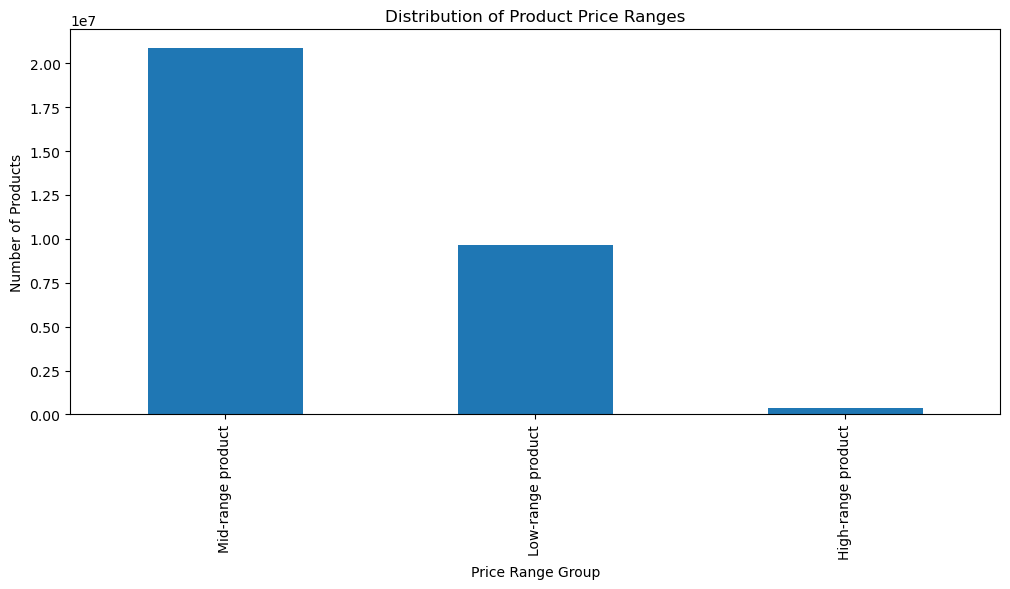 Distribution of Product Price Ranges
1e7
2.00
1.75
1.50
1.25
1.00
0.75
0.50
0.25
0.00
Number of Products
Mid-range product
Low-range product
High-range product
Price Range Group